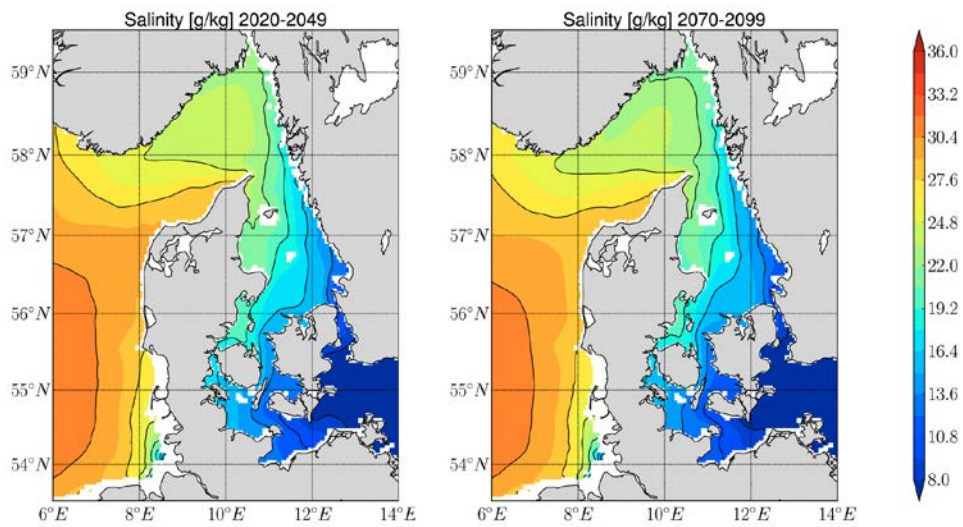 Salinity [g/kg] 2020-2049
Salinity [g/kg] 2070-2099
59°N
58°N
57°N
56°N
55°N
54°N
6°E 8°E 10°E 12°E 14°E
59°N
58°N
57°N
56°N
55°N
54°N
6°E 8°E 10°E 12°E 14°E
36.0
33.2
30.4
27.6
24.8
22.0
19.2
16.4
13.6
10.8
8.0